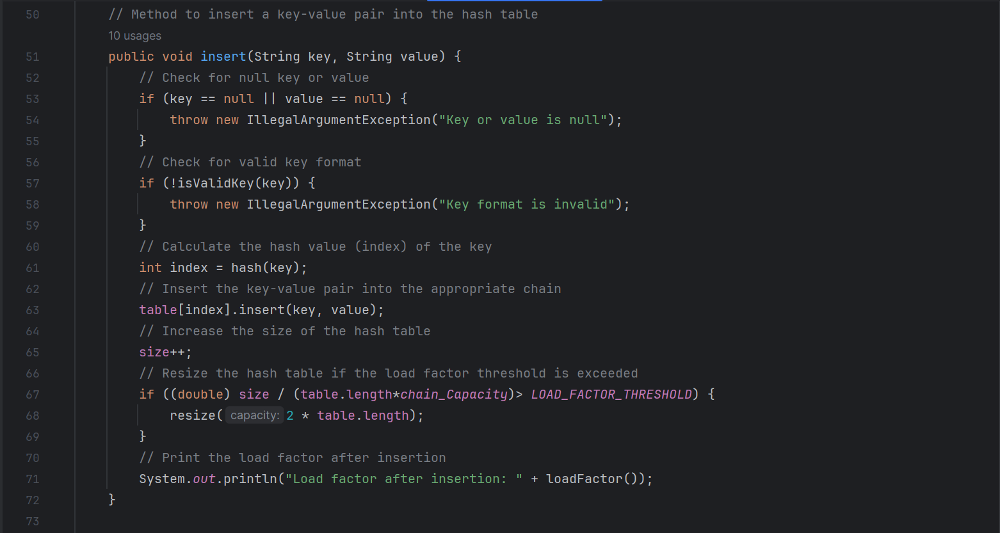 50 // Method to insert a key-value pair into the hash table
10 usages
51 public void insert(String key, String value) {
52 // Check for null key or value
53 if (key == null || value == null) {
54 throw new IllegalArgumentException("Key or value is null");
55 }
56 // Check for valid key format
57 if (!isValidKey(key)) {
58 throw new IllegalArgumentException("Key format is invalid");
59 }
60 // Calculate the hash value (index) of the key
61 int index = hash(key);
62 // Insert the key-value pair into the appropriate chain
63 table[index].insert(key, value);
64 // Increase the size of the hash table
65 size++;
66 // Resize the hash table if the load factor threshold is exceeded
67 if ((double) size / (table.length*chain_Capacity)> LOAD_FACTOR_THRESHOLD) {
68 resize( capacity: 2 * table.length);
69 }
70 // Print the load factor after insertion
71 System.out.println("Load factor after insertion: " + loadFactor());
72 }
73